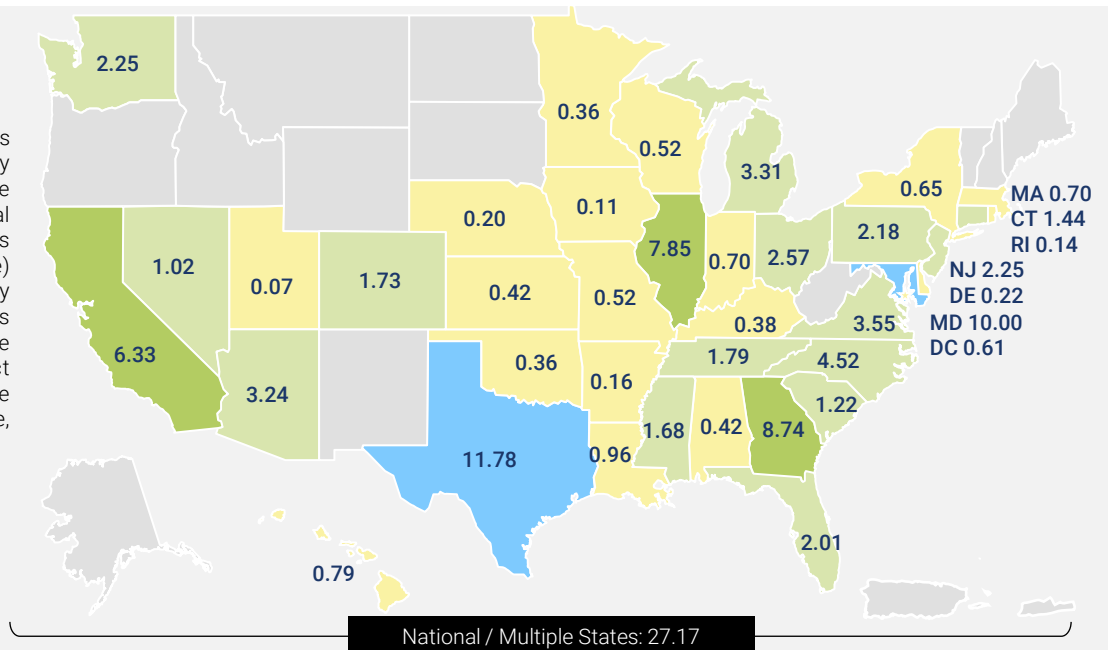 2.25
s
y
e
al
s
e)
y
s
e
ct
e
e,
0.36
0.52
3.31
0.65
MA 0.70
CT 1.44
RI 0.14
0.20
0.11
7.85
0.70
2.57
2.18
NJ 2.25
DE 0.22
MD 10.00
DC 0.61
1.02
0.07
1.73
0.42
0.52
0.38
3.55
6.33
3.24
0.36
0.16
1.79
4.52
1.22
11.78
0.96
1.68
0.42
8.74
2.01
0.79
National / Multiple States: 27.17